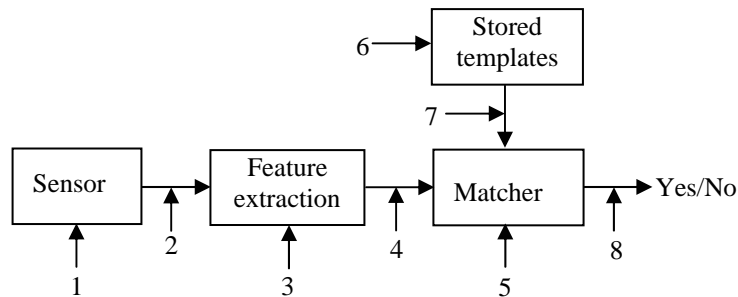 Stored
templates
6
7
Sensor
Feature
extraction
Matcher
Yes/No
1
2
3
4
5
8